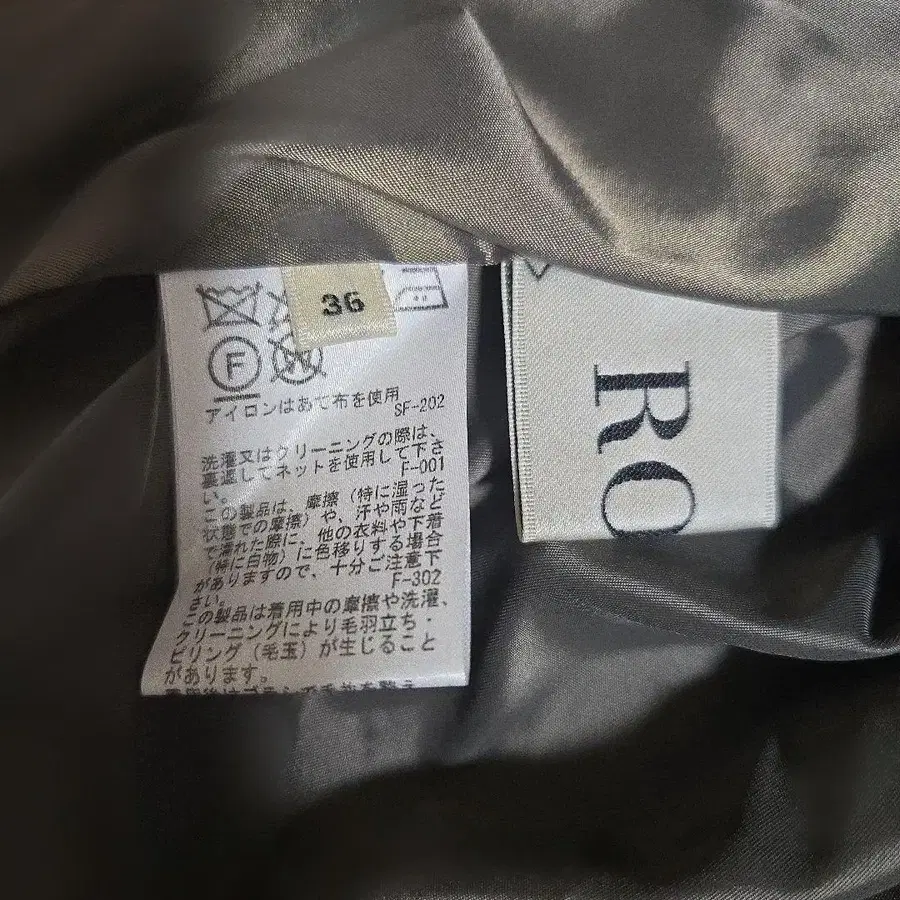 36
F
アイロンはあて布を使用
SF-202
洗濯又はクリーニングの際は、
裏返してネットを使用して下さ
い。
F-001
この製品は、摩擦（特に湿った
状態での摩擦）や、汗や雨など
で濡れた際に、他の衣料や下着
（特に白物）に色移りする場合
がありますので、十分ご注意下
さい。
F-302
この製品は着用中の摩擦や洗濯、
クリーニングにより毛羽立ち・
ピリング（毛玉）が生じること
があります。
RO